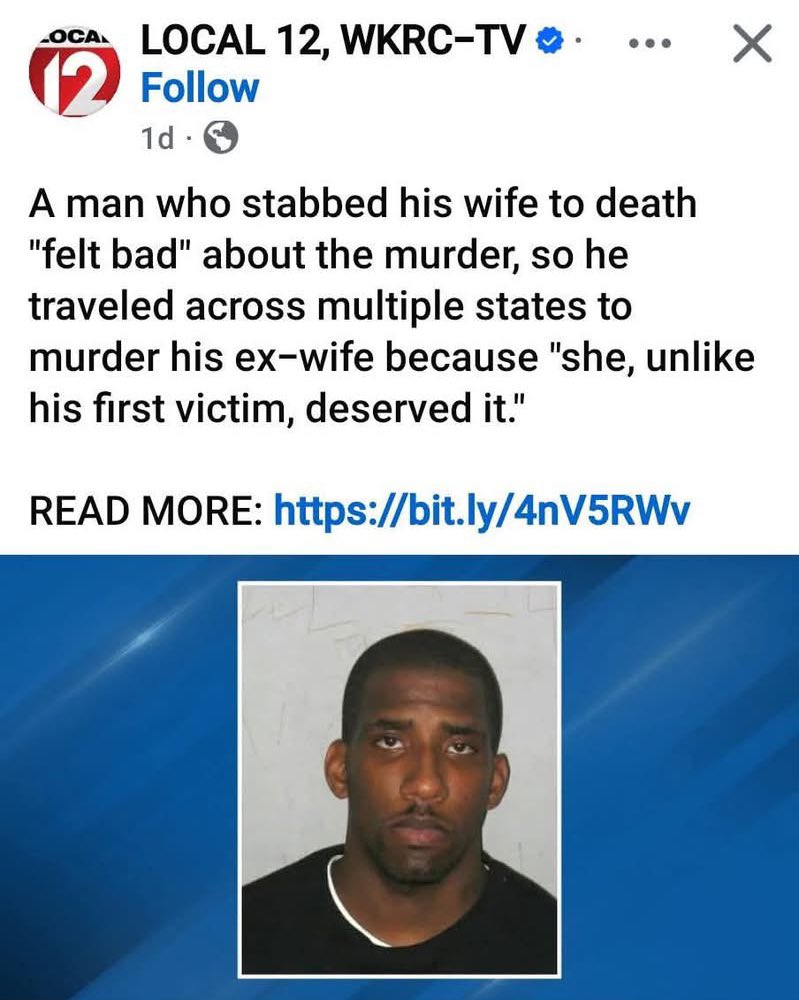 LOCAL
12
LOCAL 12, WKRC-TV
Follow
1d ·
A man who stabbed his wife to death
"felt bad" about the murder, so he
traveled across multiple states to
murder his ex-wife because "she, unlike
his first victim, deserved it."
READ MORE: https://bit.ly/4nV5RWv